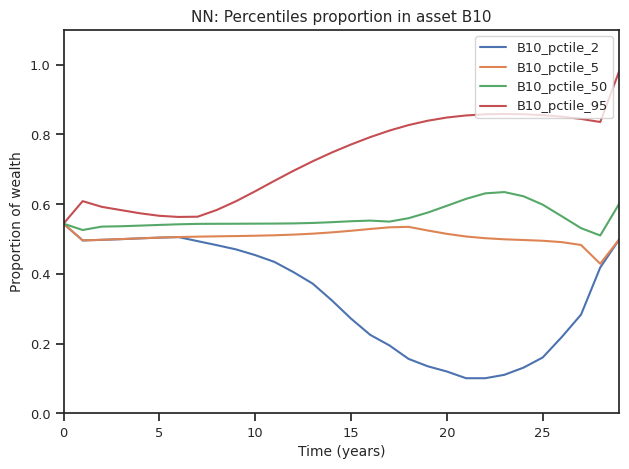 NN: Percentiles proportion in asset B10
B10_pctile_2
B10_pctile_5
B10_pctile_50
B10_pctile_95
Proportion of wealth
1.0
0.8
0.6
0.4
0.2
0.0
0 5 10 15 20 25
Time (years)